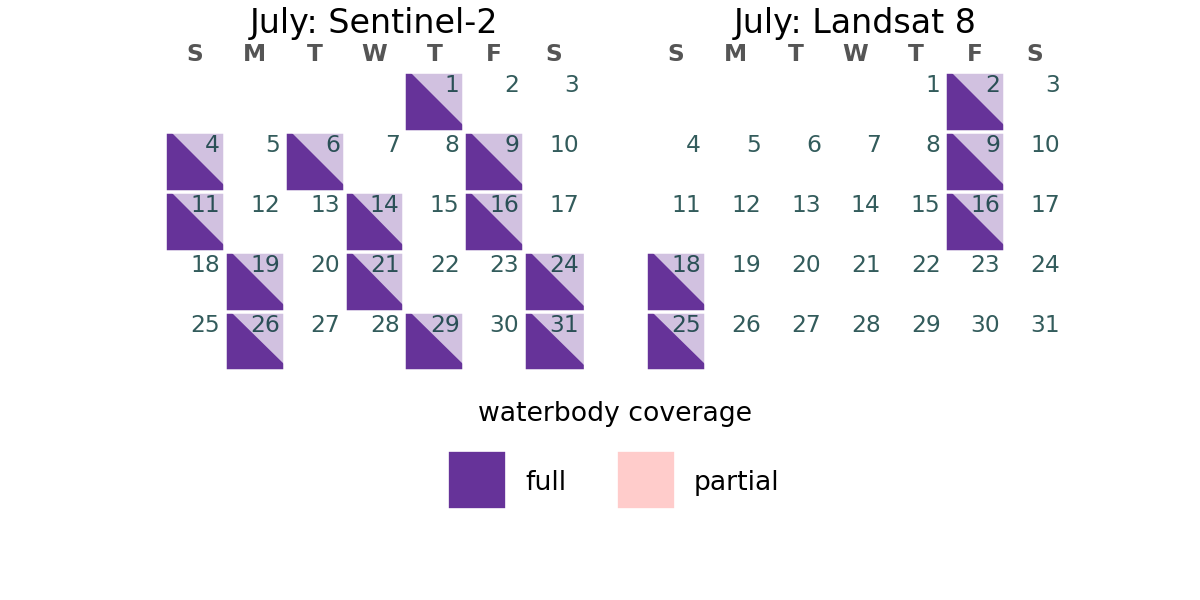 July: Sentinel-2
S M T W T F S
1 2 3
4 5 6 7 8 9 10
11 12 13 14 15 16 17
18 19 20 21 22 23 24
25 26 27 28 29 30 31
July: Landsat 8
S M T W T F S
1 2 3
4 5 6 7 8 9 10
11 12 13 14 15 16 17
18 19 20 21 22 23 24
25 26 27 28 29 30 31
waterbody coverage
full partial